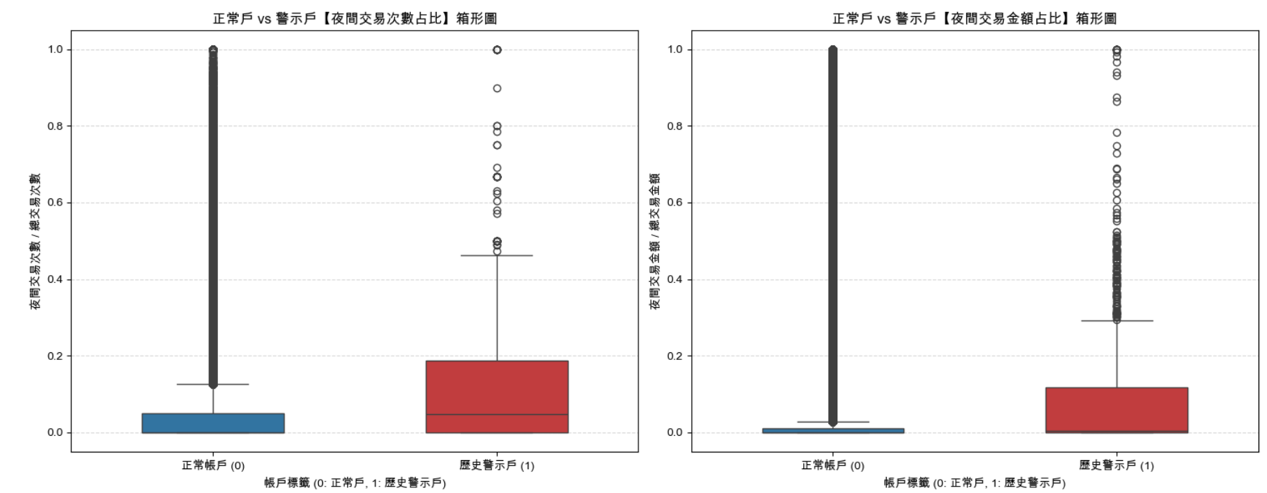 正常戶 vs 警示戶【夜間交易次數占比】箱形圖
夜間交易次數 / 總交易次數
1.0
0.8
0.6
0.4
0.2
0.0
正常帳戶 (0)
歷史警示戶 (1)
帳戶標籤 (0: 正常戶, 1: 歷史警示戶)
正常戶 vs 警示戶【夜間交易金額占比】箱形圖
夜間交易金額 / 總交易金額
1.0
0.8
0.6
0.4
0.2
0.0
正常帳戶 (0)
歷史警示戶 (1)
帳戶標籤 (0: 正常戶, 1: 歷史警示戶)